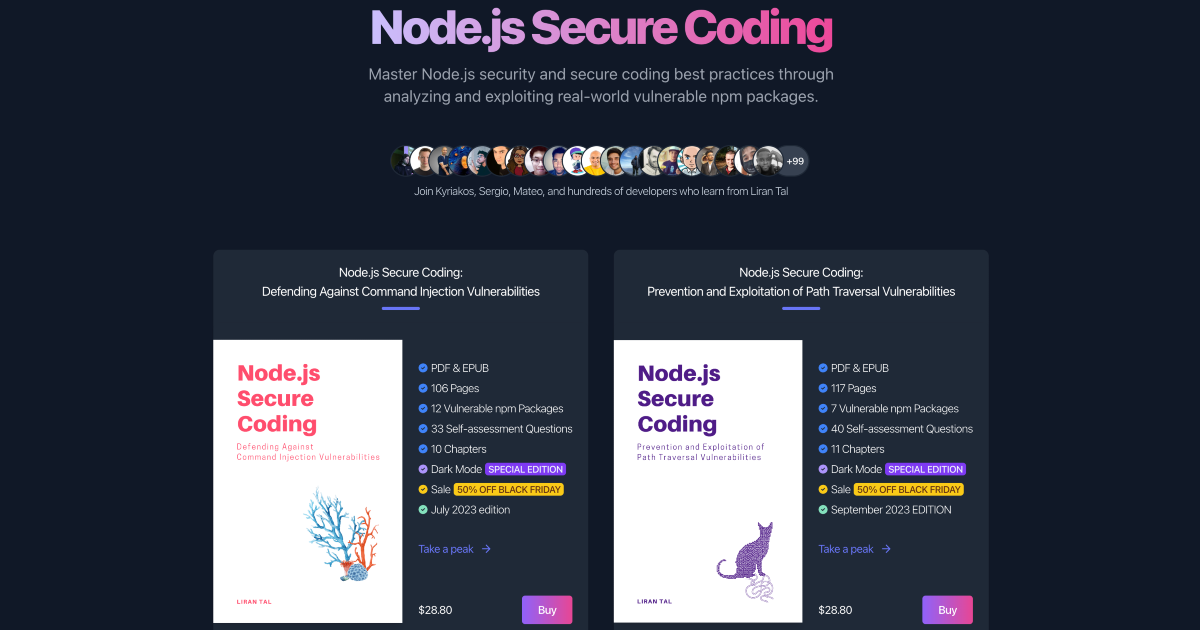 Node.js Secure Coding
Master Node.js security and secure coding best practices through
analyzing and exploiting real-world vulnerable npm packages.
+99
Join Kyriakos, Sergio, Mateo, and hundreds of developers who learn from Liran Tal
Node.js Secure Coding:
Defending Against Command Injection Vulnerabilities
Node.js
Secure
Coding
Defending Against
Command Injection Vulnerabilities
LIRAN TAL
PDF & EPUB
106 Pages
12 Vulnerable npm Packages
33 Self-assessment Questions
10 Chapters
Dark Mode SPECIAL EDITION
Sale 50% OFF BLACK FRIDAY
July 2023 edition
Take a peak →
$28.80
Buy
Node.js Secure Coding:
Prevention and Exploitation of Path Traversal Vulnerabilities
Node.js
Secure
Coding
Prevention and Exploitation of
Path Traversal Vulnerabilities
LIRAN TAL
PDF & EPUB
117 Pages
7 Vulnerable npm Packages
40 Self-assessment Questions
11 Chapters
Dark Mode SPECIAL EDITION
Sale 50% OFF BLACK FRIDAY
September 2023 EDITION
Take a peak →
$28.80
Buy